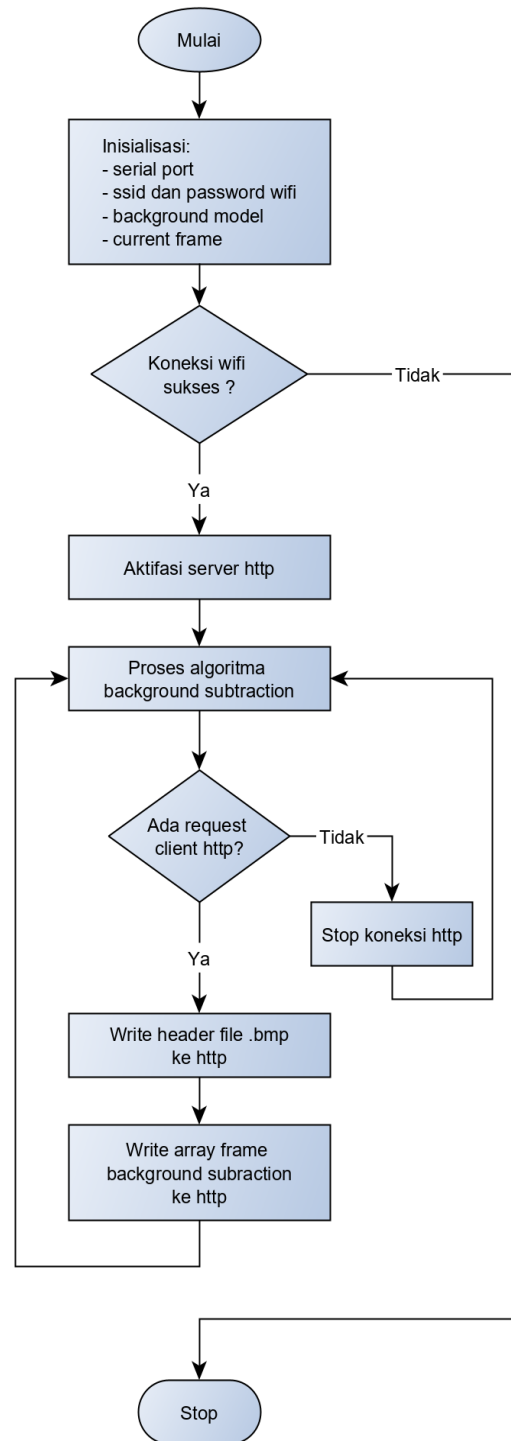 Mulai
Inisialisasi:
- serial port
- ssid dan password wifi
- background model
- current frame
Koneksi wifi
sukses ?
Tidak
Ya
Aktifasi server http
Proses algoritma
background subtraction
Ada request
client http?
Tidak
Stop koneksi http
Ya
Write header file .bmp
ke http
Write array frame
background subraction
ke http
Stop